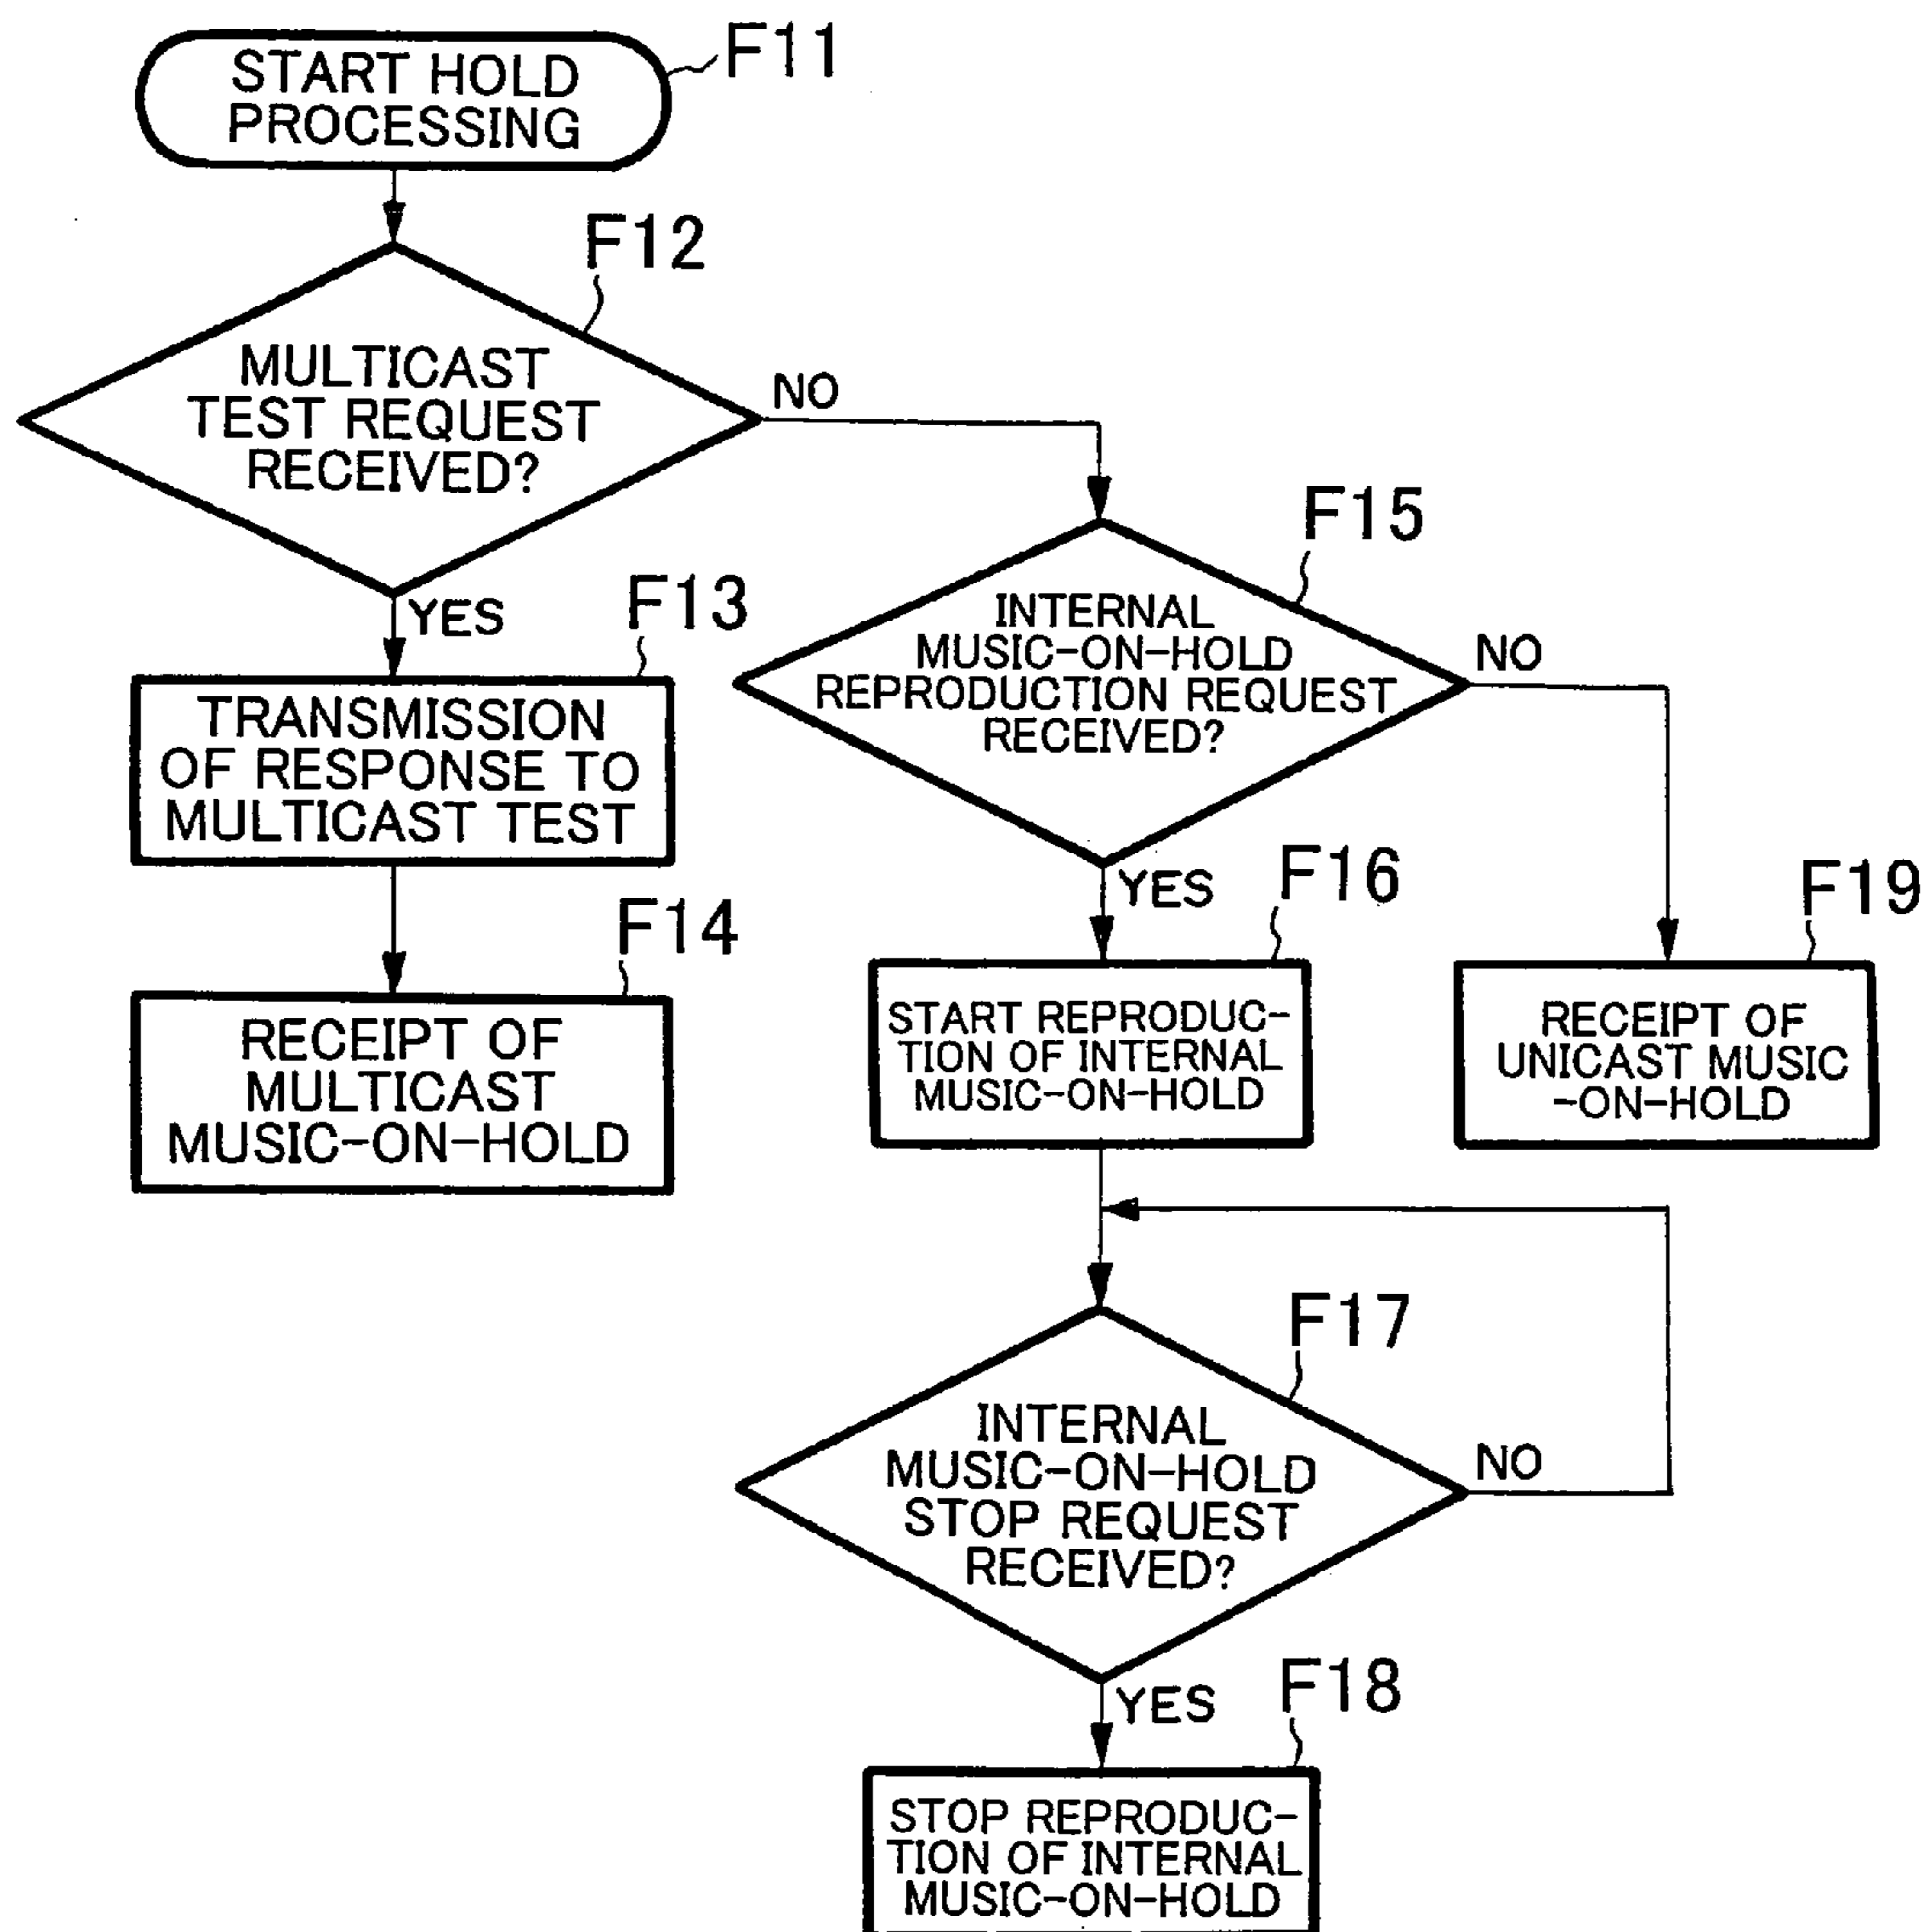 F11
START HOLD
PROCESSING
F12
MULTICAST
TEST REQUEST
RECEIVED?
NO
YES
F13
TRANSMISSION
OF RESPONSE TO
MULTICAST TEST
F14
RECEIPT OF
MULTICAST
MUSIC-ON-HOLD
F15
INTERNAL
MUSIC-ON-HOLD
REPRODUCTION REQUEST
RECEIVED?
NO
YES
F16
START REPRODUC-
TION OF INTERNAL
MUSIC-ON-HOLD
F19
RECEIPT OF
UNICAST MUSIC
-ON-HOLD
F17
INTERNAL
MUSIC-ON-HOLD
STOP REQUEST
RECEIVED?
NO
YES
F18
STOP REPRODUC-
TION OF INTERNAL
MUSIC-ON-HOLD